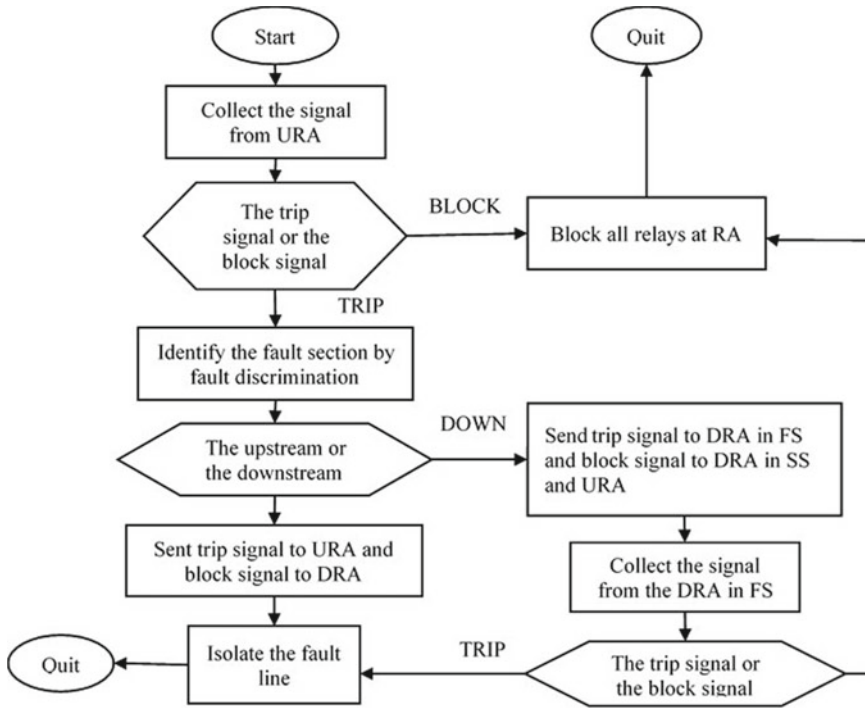 Start
Quit
Collect the signal
from URA
The trip
signal or the
block signal
BLOCK
Block all relays at RA
TRIP
Identify the fault section by
fault discrimination
The upstream or
the downstream
DOWN
Send trip signal to DRA in FS
and block signal to DRA in SS
and URA
Sent trip signal to URA and
block signal to DRA
Collect the signal
from the DRA in FS
Quit
Isolate the fault
line
TRIP
The trip signal or
the block signal